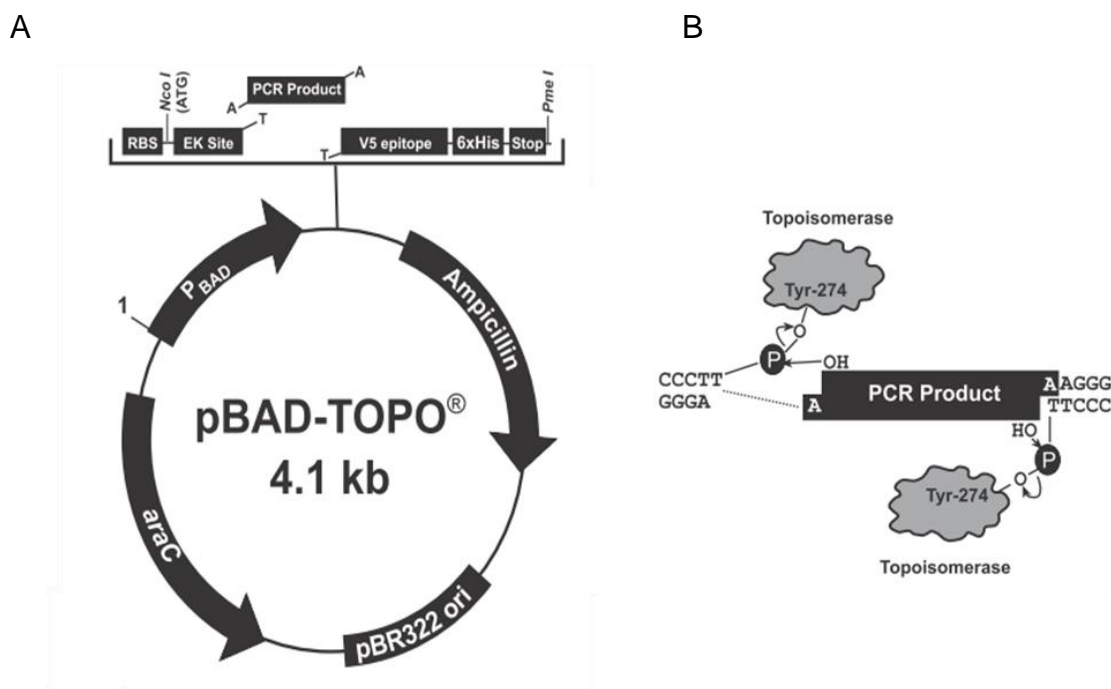 A
B
Nco I
(ATG)
A
PCR Product
A
Pme I
T
RBS
EK Site
T
V5 epitope
6xHis
Stop
1
PBAD
Ampicillin
pBAD-TOPO®
4.1 kb
araC
pBR322 ori
Topoisomerase
Tyr-274
O
P
OH
CCCTT
GGGA
A
PCR Product
A
AAGGG
TTCCC
HO
P
O
Tyr-274
Topoisomerase